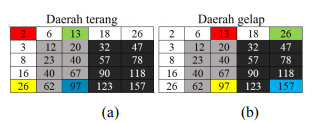 Daerah terang Daerah gelap
2 6 13 18 26 2 6 13 18 26
3 12 20 32 47 3 12 20 32 47
8 23 40 57 78 8 23 40 57 78
16 40 67 90 118 16 40 67 90 118
26 62 97 123 157 26 62 97 123 157
(a) (b)